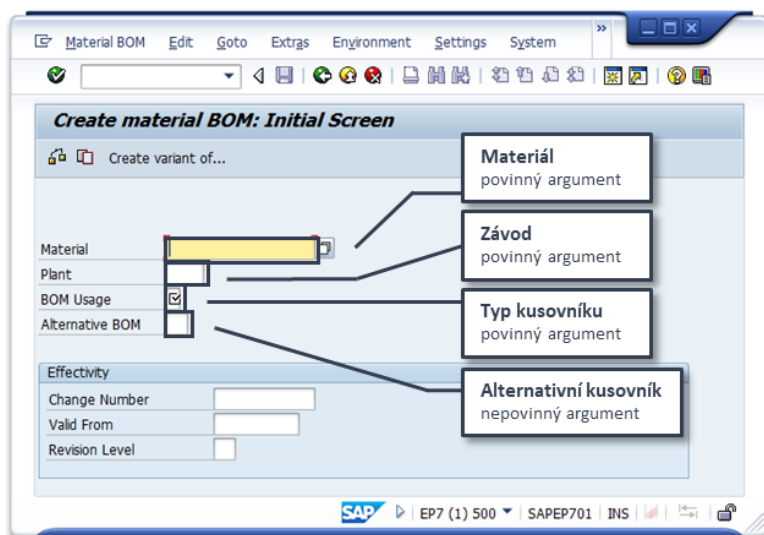 Material BOM Edit Goto Extras Environment Settings System »
Create material BOM: Initial Screen
Create variant of...
Materiál
povinný argument
Závod
povinný argument
Material
Plant
BOM Usage
Typ kusovníku
povinný argument
Alternative BOM
Alternativní kusovník
nepovinný argument
Effectivity
Change Number
Valid From
Revision Level
SAP EP7 (1) 500 SAPEP701 INS